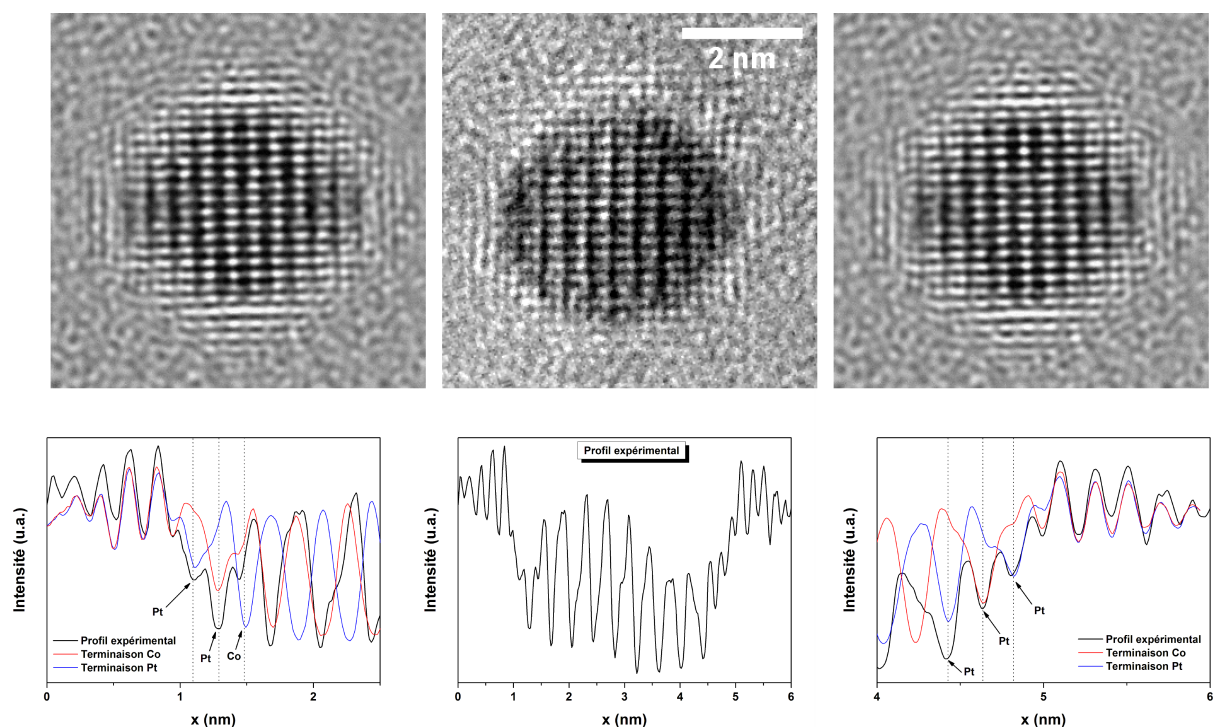 2 nm
Intensité (u.a.)
Pt
Pt
Co
Profil expérimental
Terminaison Co
Terminaison Pt
0
1
2
x (nm)
Intensité (u.a.)
Profil expérimental
0
1
2
3
4
5
6
x (nm)
Intensité (u.a.)
Pt
Pt
Pt
Profil expérimental
Terminaison Co
Terminaison Pt
4
5
6
x (nm)